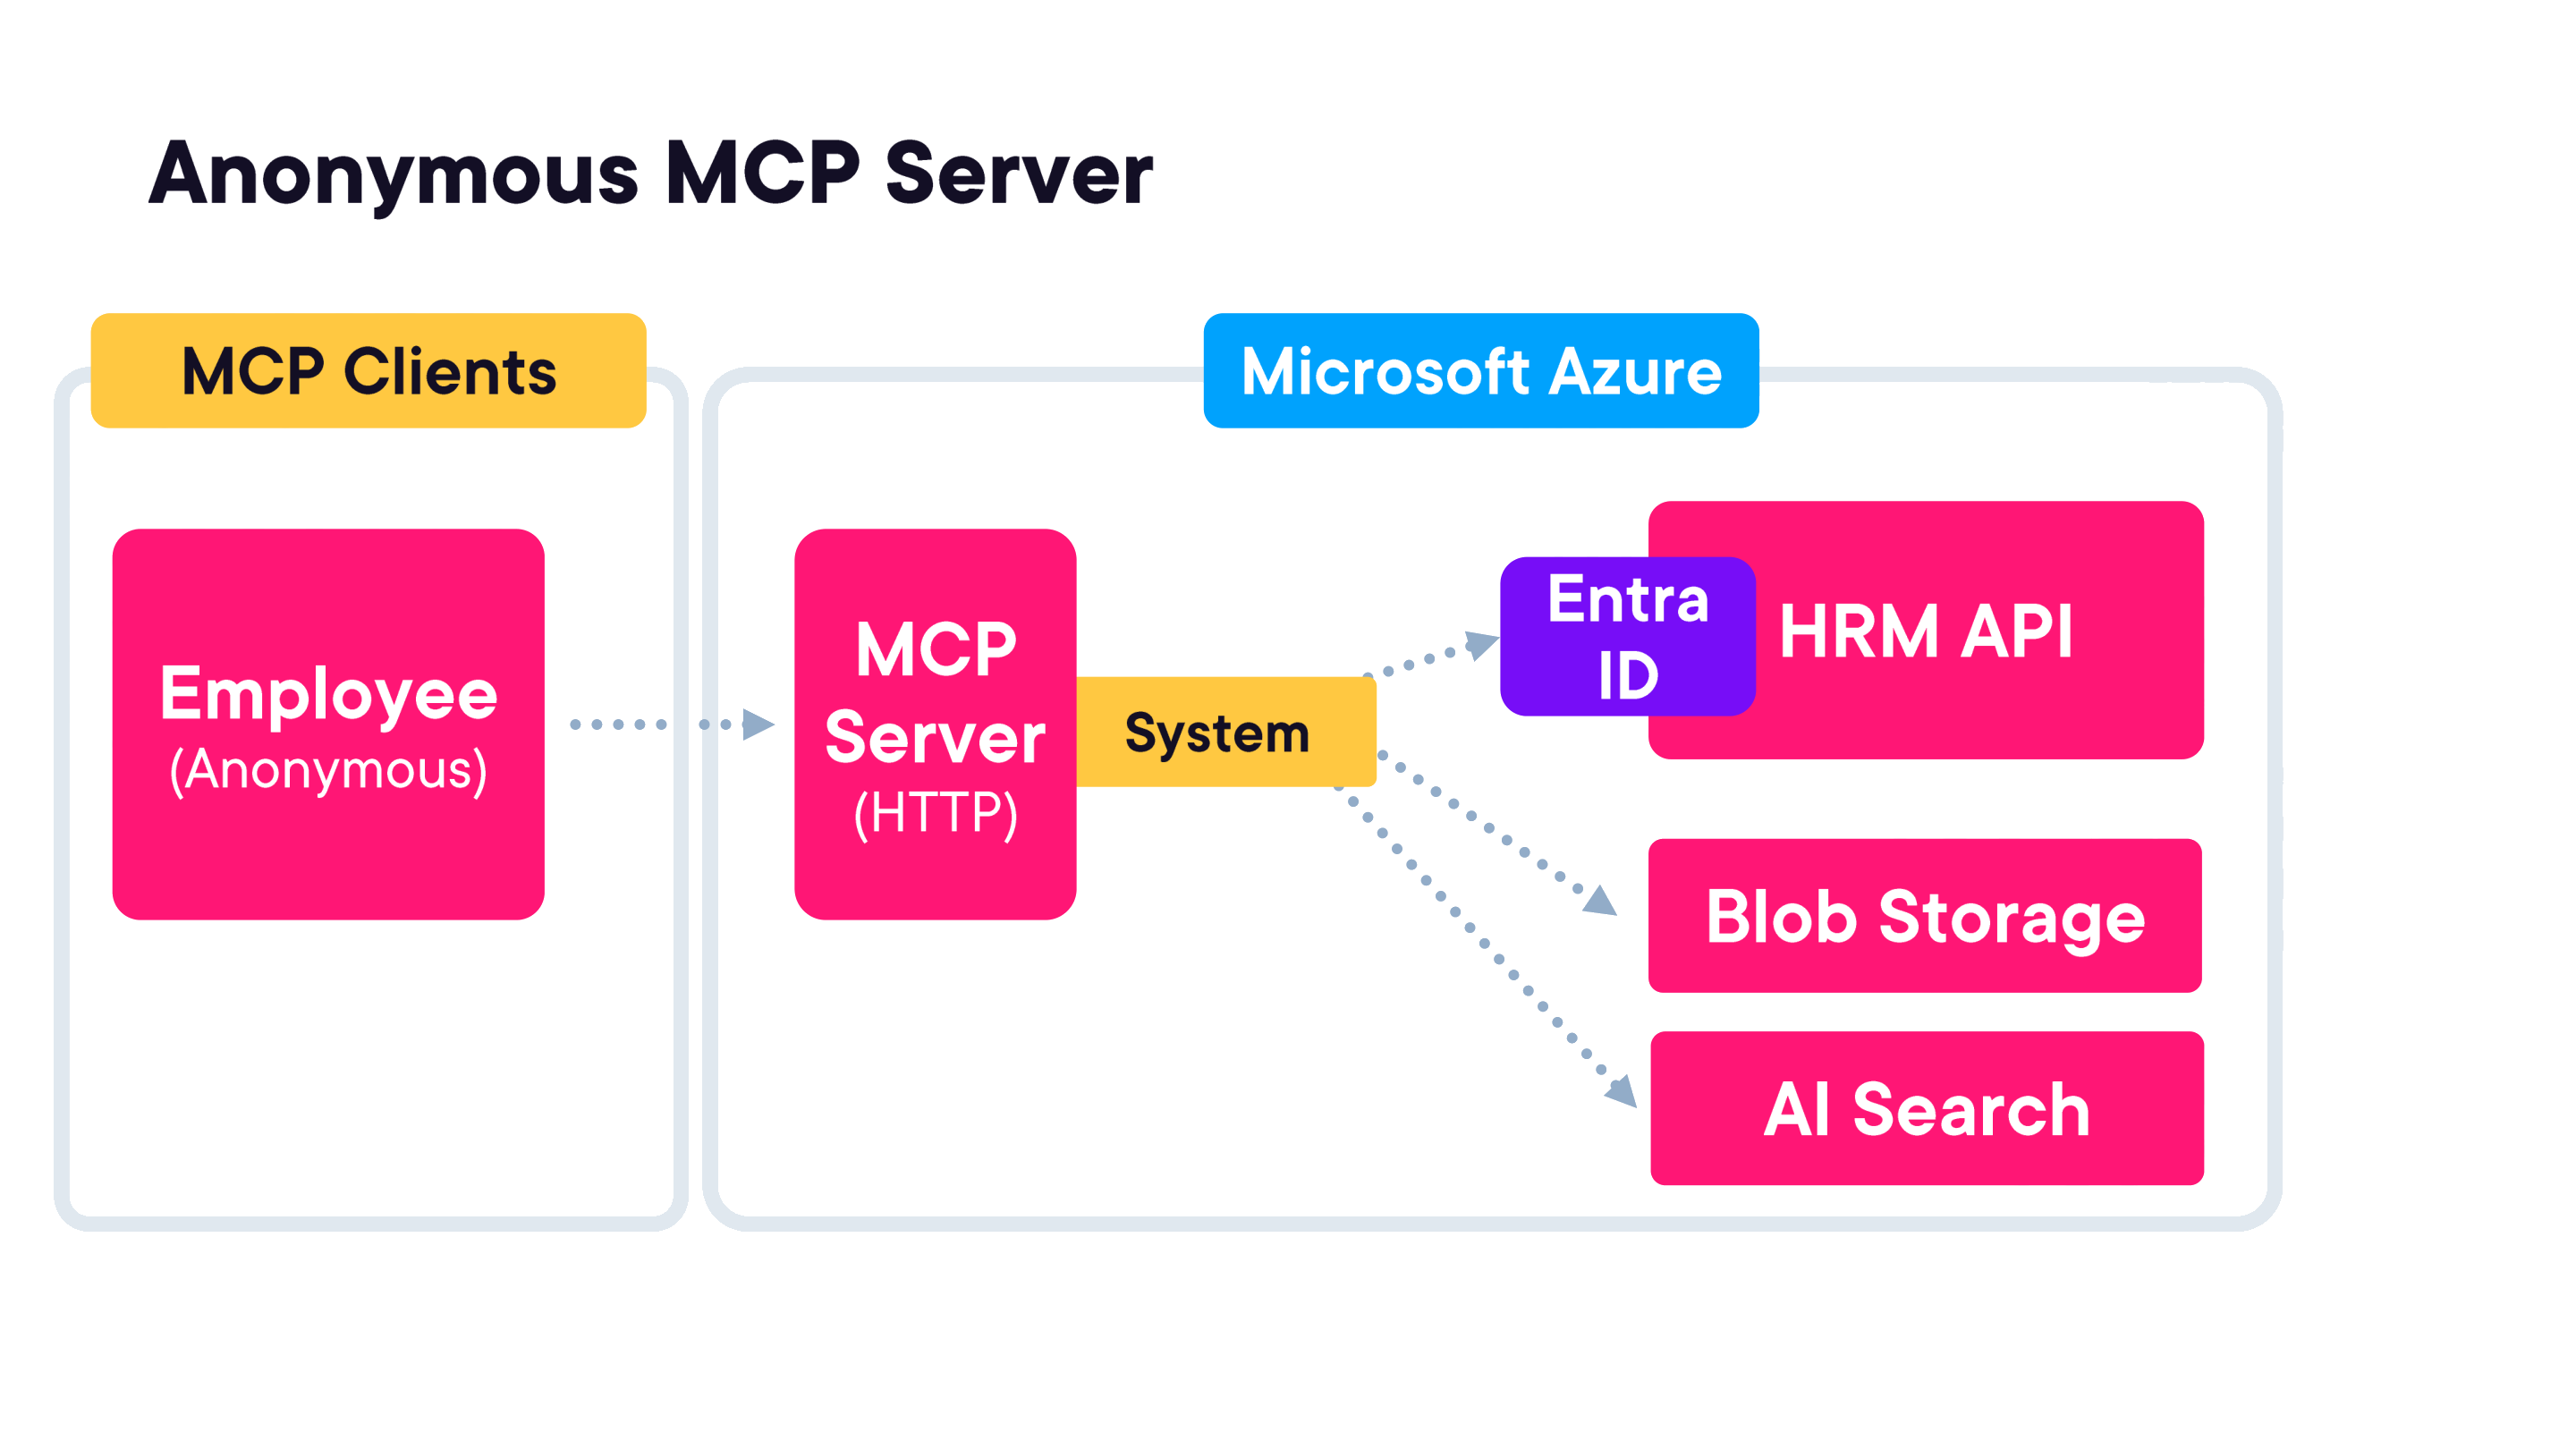 Anonymous MCP Server
MCP Clients
Microsoft Azure
Employee
(Anonymous)
MCP
Server
(HTTP)
System
Entra
ID
HRM API
Blob Storage
AI Search